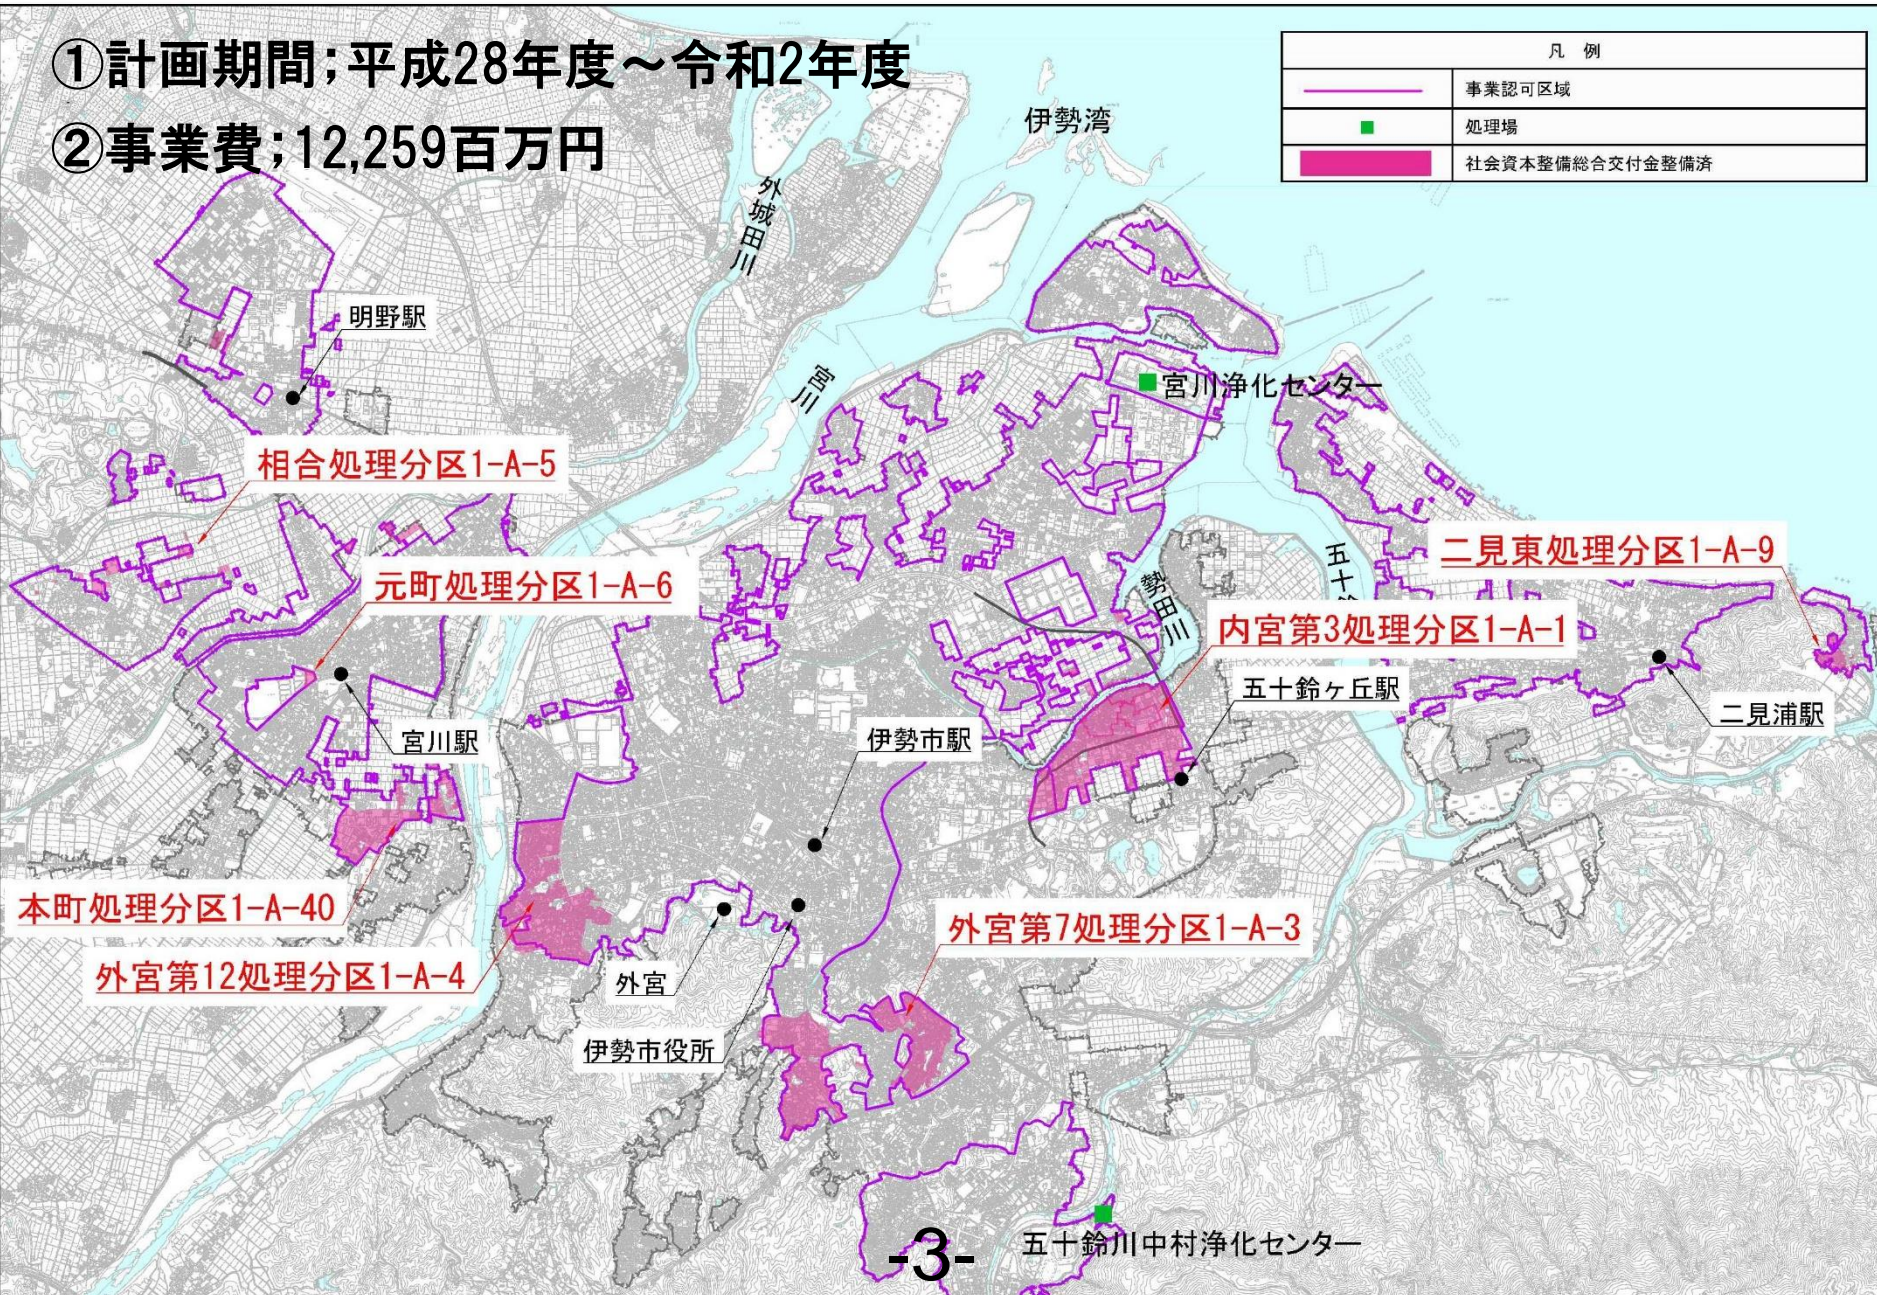 ①計画期間;平成28年度～令和2年度
②事業費;12,259百万円
凡 例
事業認可区域
処理場
社会資本整備総合交付金整備済
伊勢湾
外城田川
明野駅
宮川
宮川浄化センター
相合処理分区1-A-5
元町処理分区1-A-6
勢田川
五十鈴
二見東処理分区1-A-9
内宮第3処理分区1-A-1
五十鈴ヶ丘駅
二見浦駅
宮川駅
伊勢市駅
本町処理分区1-A-40
外宮第12処理分区1-A-4
外宮
伊勢市役所
外宮第7処理分区1-A-3
五十鈴川中村浄化センター
-3-